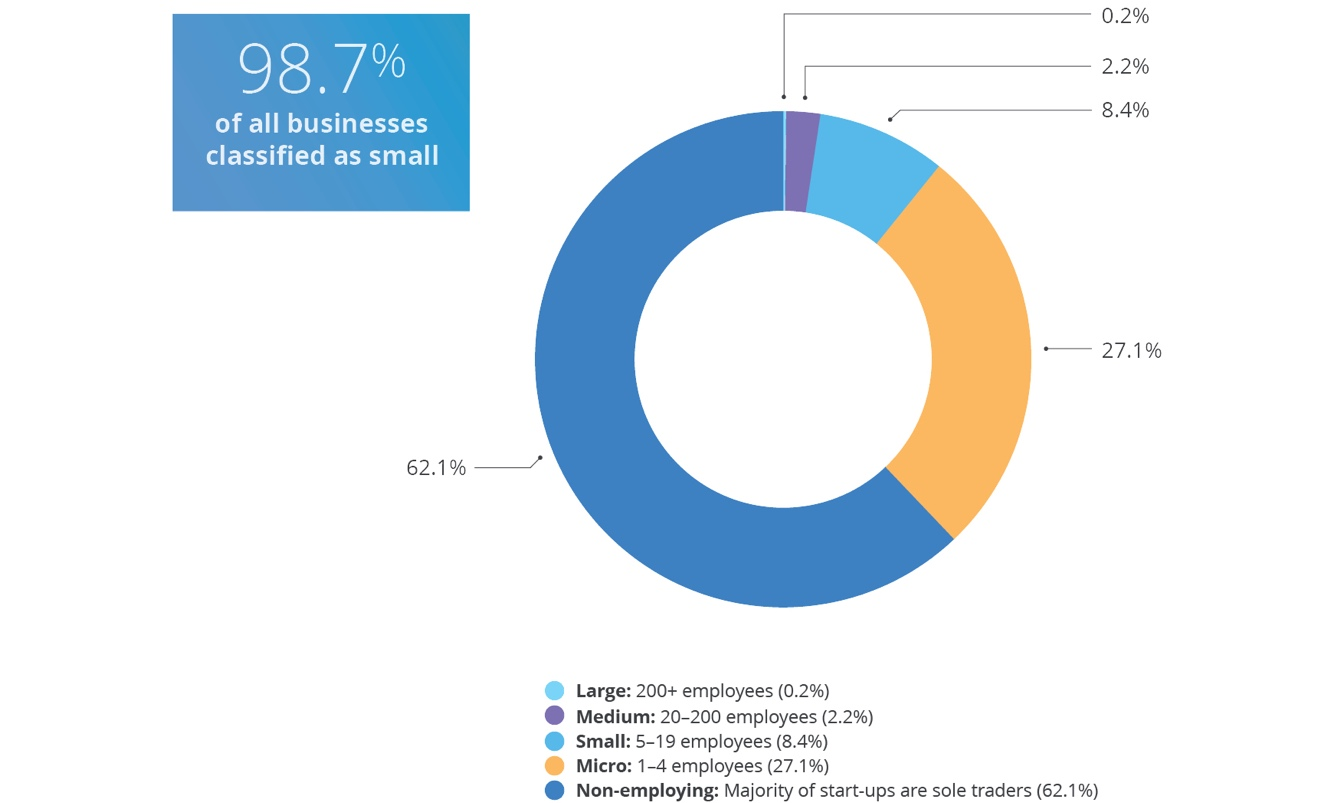 98.7%
of all businesses
classified as small
0.2%
2.2%
8.4%
27.1%
62.1%
Large: 200+ employees (0.2%)
Medium: 20–200 employees (2.2%)
Small: 5–19 employees (8.4%)
Micro: 1–4 employees (27.1%)
Non-employing: Majority of start-ups are sole traders (62.1%)